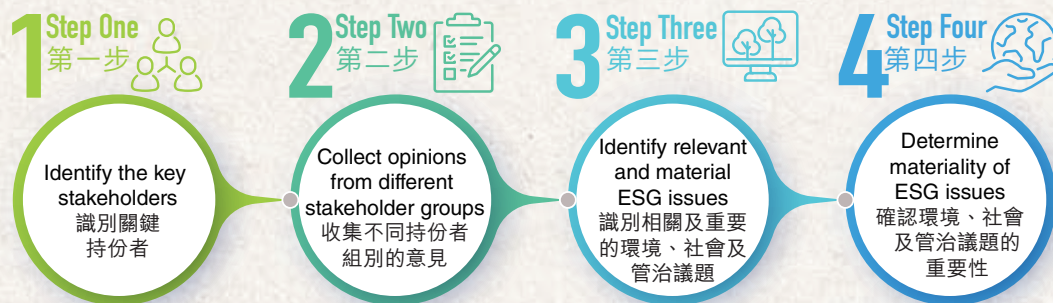 1 Step One
第一步
Identify the key
stakeholders
識別關鍵
持份者
2 Step Two
第二步
Collect opinions
from different
stakeholder groups
收集不同持份者
組別的意見
3 Step Three
第三步
Identify relevant
and material
ESG issues
識別相關及重要
的環境、社會及
管治議題
4 Step Four
第四步
Determine
materiality of
ESG issues
確認環境、社會
及管治議題的
重要性